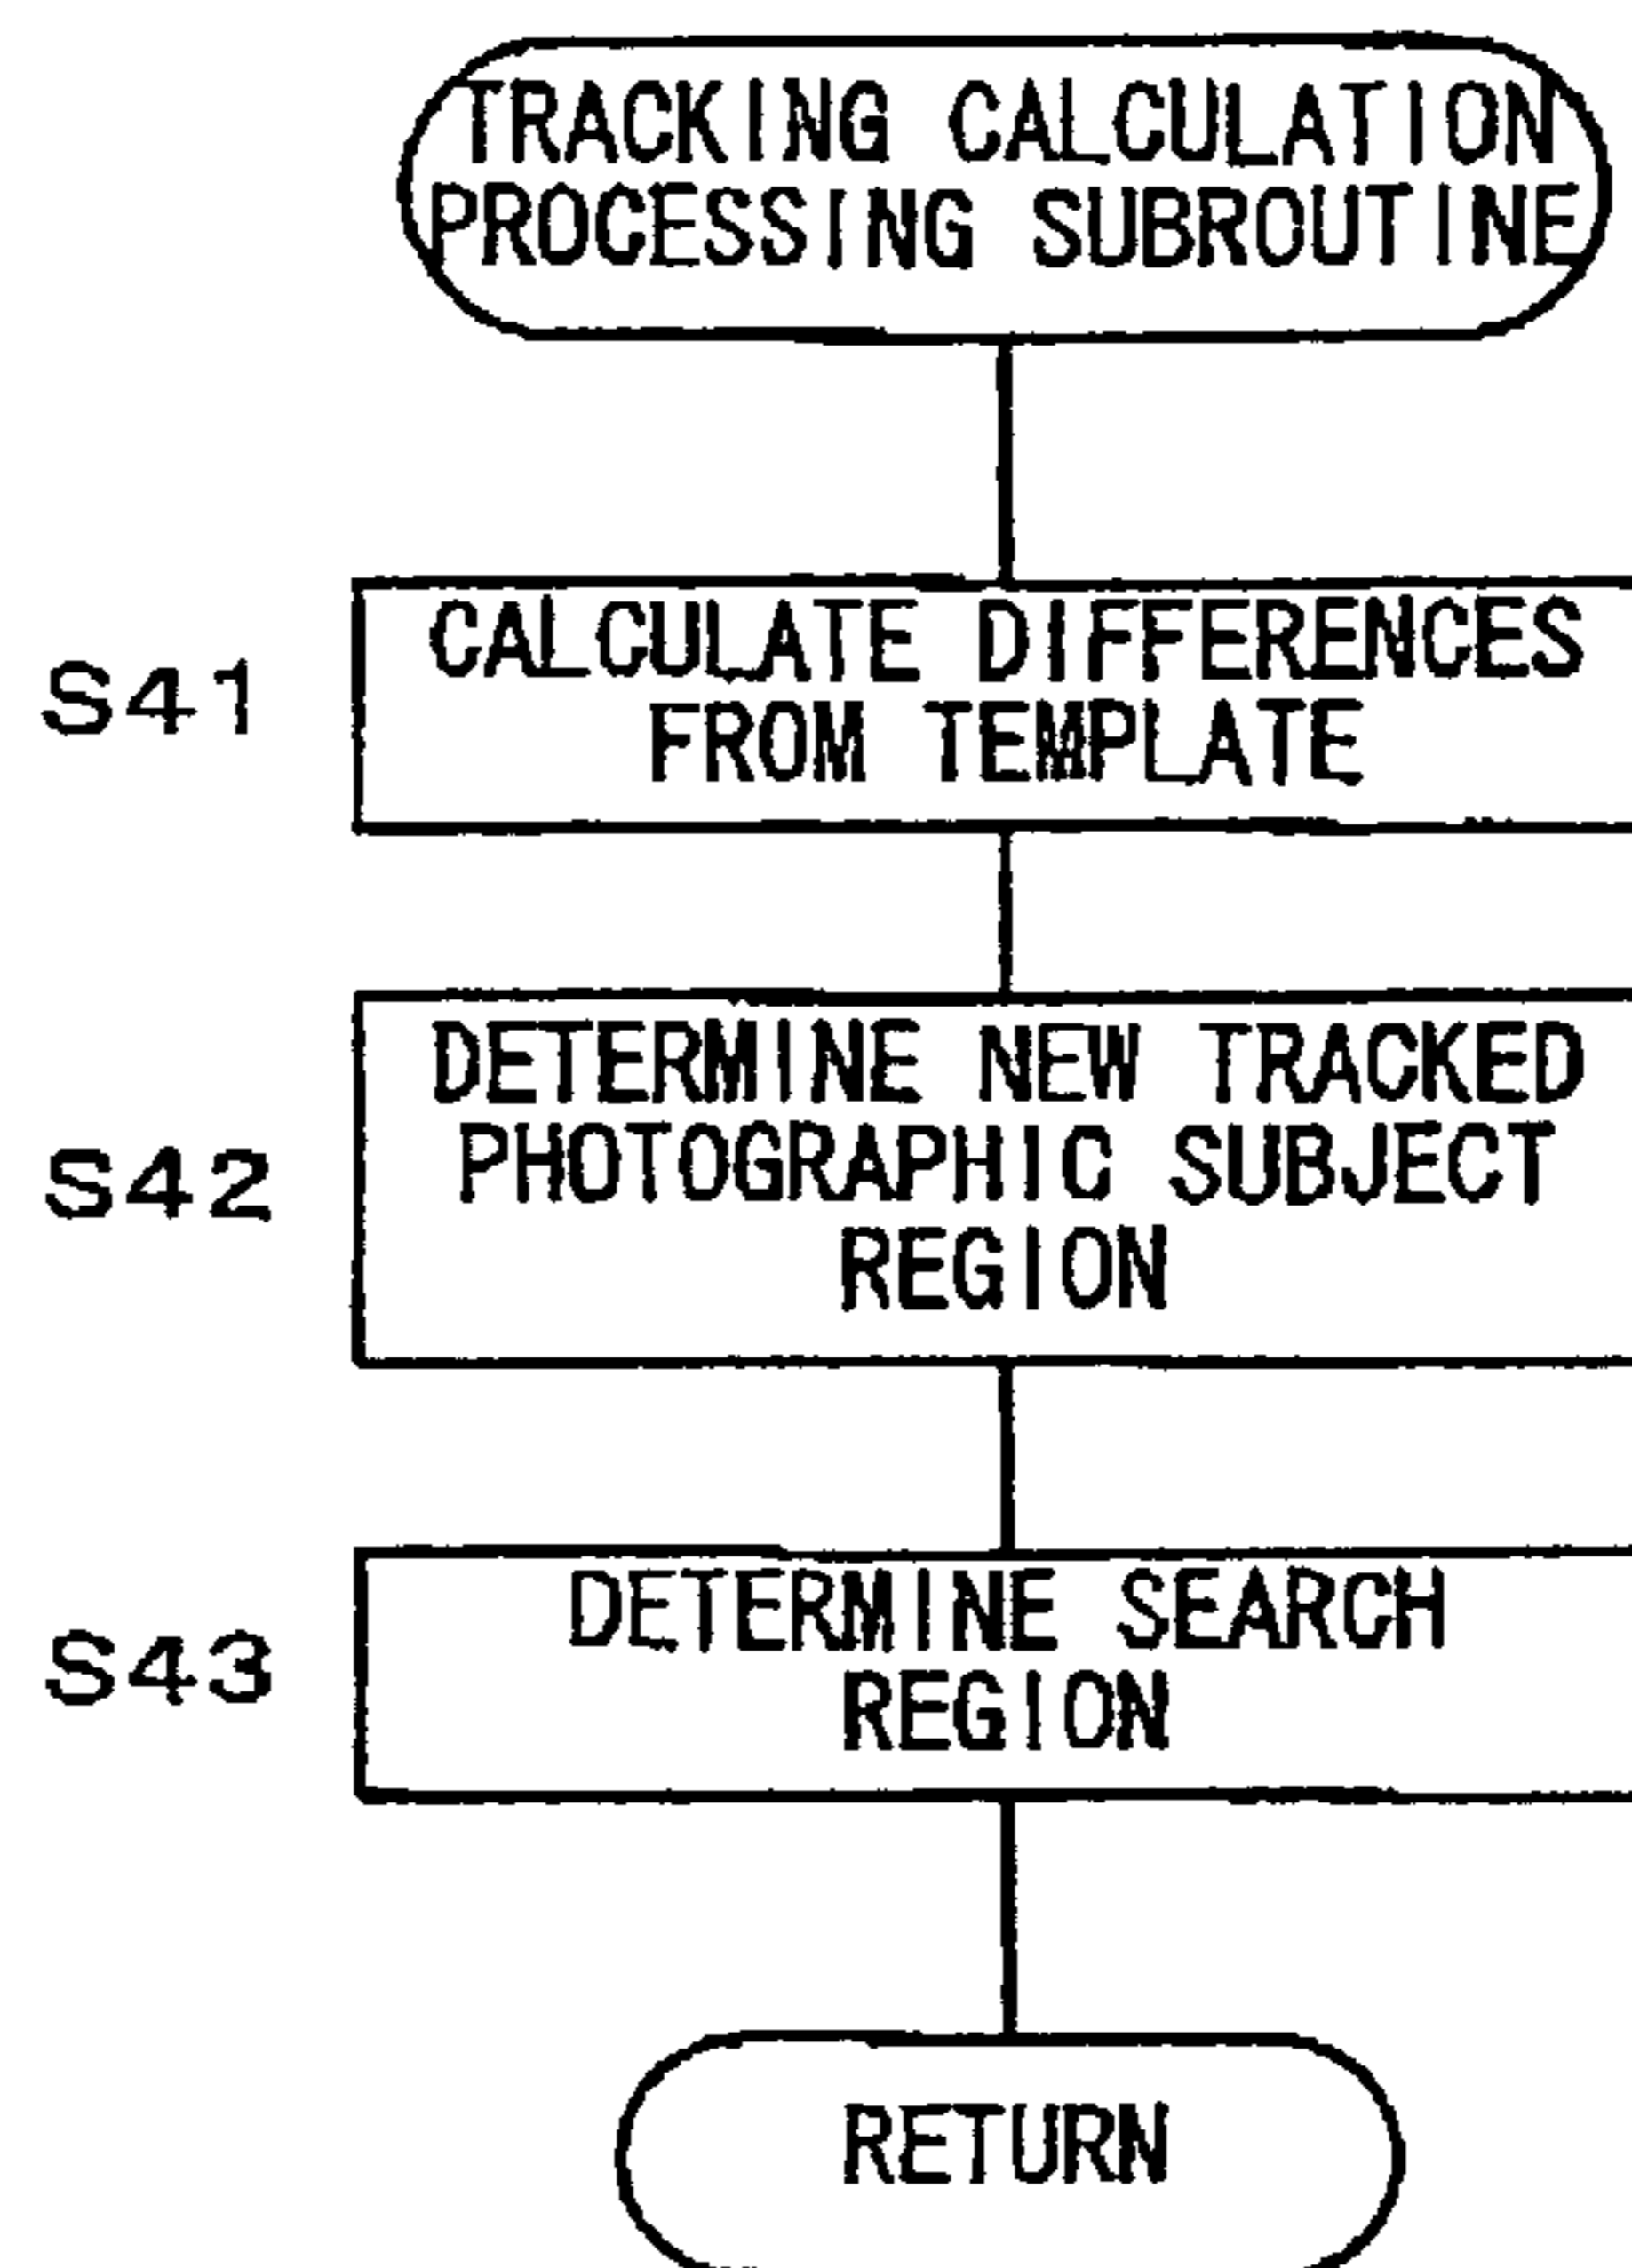 TRACKING CALCULATION
PROCESSING SUBROUTINE
S41
CALCULATE DIFFERENCES
FROM TEMPLATE
S42
DETERMINE NEW TRACKED
PHOTOGRAPHIC SUBJECT
REGION
S43
DETERMINE SEARCH
REGION
RETURN